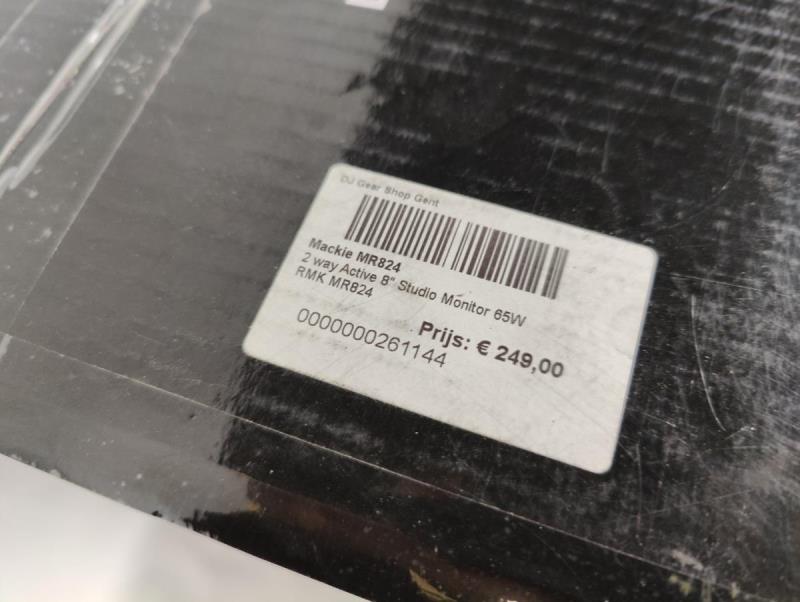 DJ Gear Shop Gent
Mackie MR824
2 way Active 8" Studio Monitor 65W
RMK MR824
Prijs: € 249,00
0000000261144